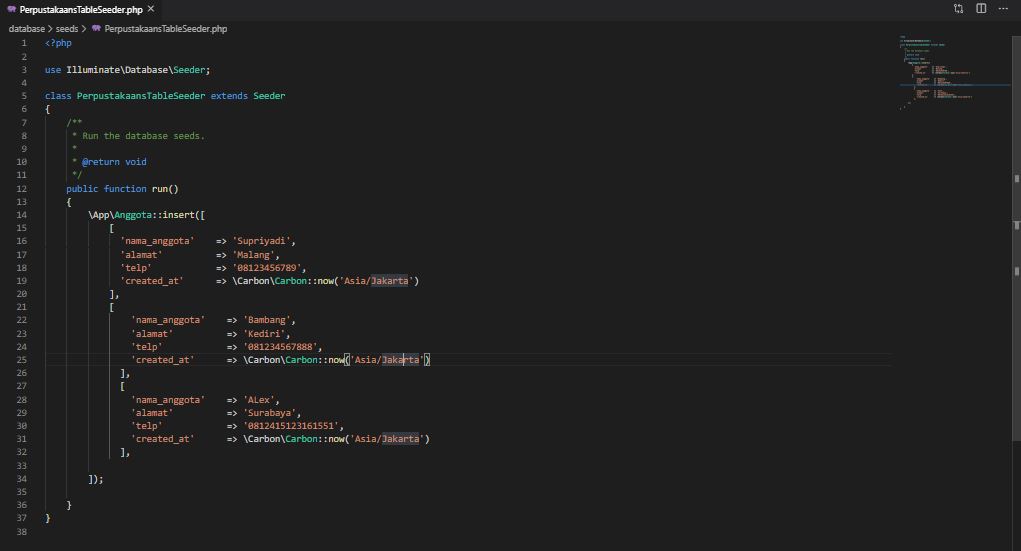 PerpustakaansTableSeeder.php ×
database > seeds > PerpustakaansTableSeeder.php
1 <?php
2
3 use Illuminate\Database\Seeder;
4
5 class PerpustakaansTableSeeder extends Seeder
6 {
7     /**
8      * Run the database seeds.
9      *
10      * @return void
11      */
12     public function run()
13     {
14         \App\Anggota::insert([
15             [
16               'nama_anggota'    => 'Supriyadi',
17               'alamat'          => 'Malang',
18               'telp'            => '08123456789',
19               'created_at'      => \Carbon\Carbon::now('Asia/Jakarta')
20             ],
21             [
22                 'nama_anggota'    => 'Bambang',
23                 'alamat'          => 'Kediri',
24                 'telp'            => '081234567888',
25                 'created_at'      => \Carbon\Carbon::now('Asia/Jakarta')
26               ],
27               [
28                 'nama_anggota'    => 'ALex',
29                 'alamat'          => 'Surabaya',
30                 'telp'            => '0812415123161551',
31                 'created_at'      => \Carbon\Carbon::now('Asia/Jakarta')
32               ],
33
34         ]);
35
36     }
37 }
38